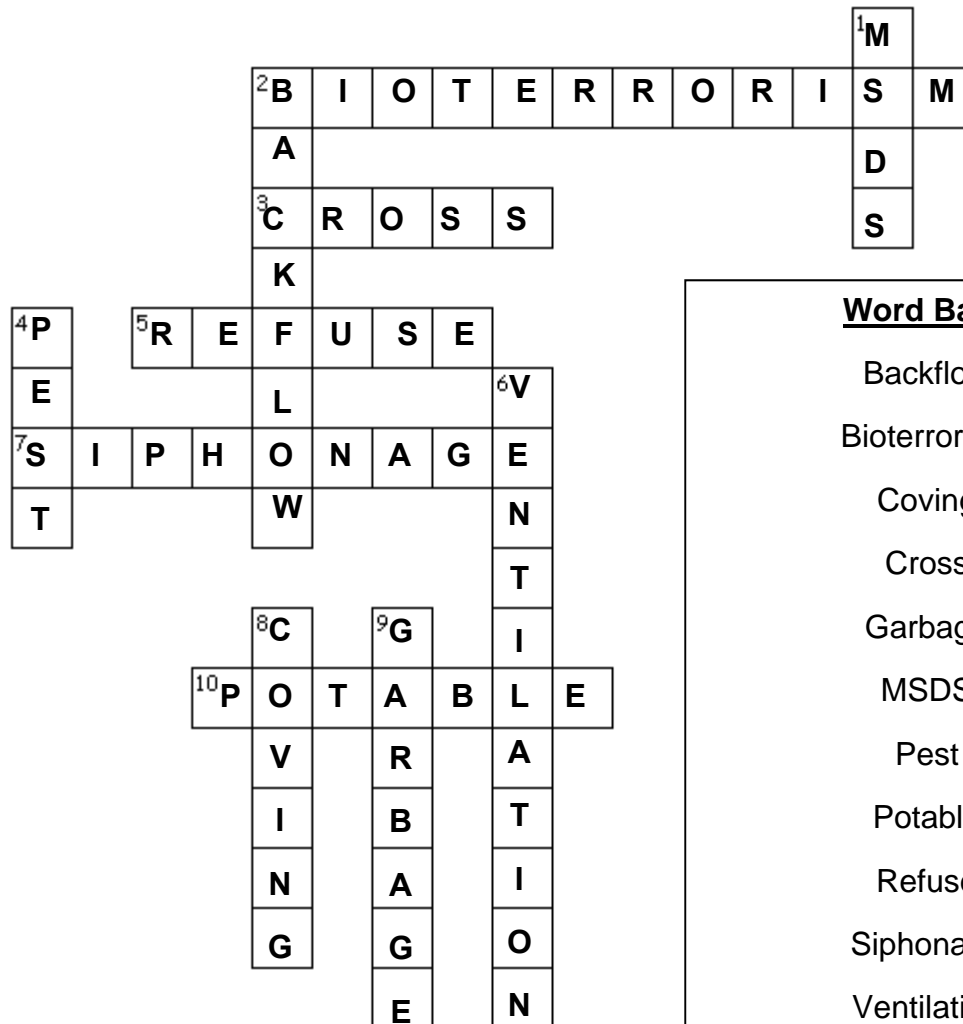 1M
2B I O T E R R O R I S M
A D
3C R O S S S
K
4P 5R E F U S E
E L 6V
7S I P H O N A G E
T W N
T
8C 9G I
10P O T A B L E
V R A
I B T
N A I
G G O
E N
Word Ba
Backflo
Bioterror
Coving
Cross
Garbag
MSDS
Pest
Potabl
Refuse
Siphona
Ventilati